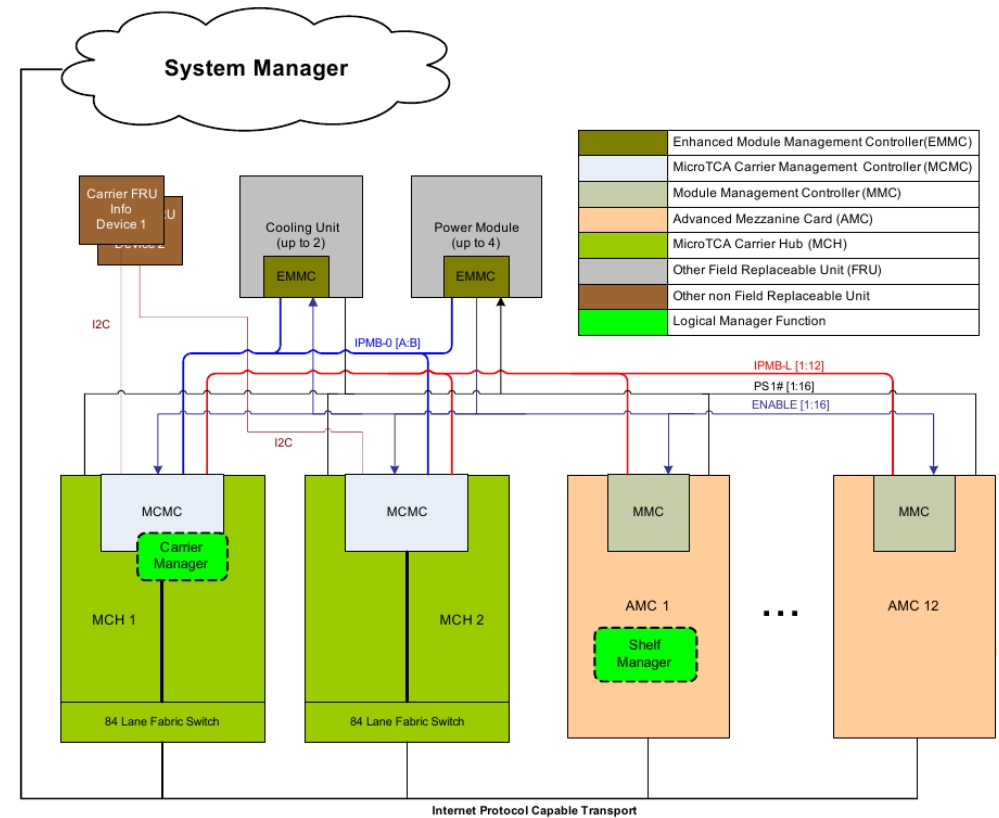 System Manager
Enhanced Module Management Controller(EMMC)
MicroTCA Carrier Management Controller (MCMC)
Module Management Controller (MMC)
Advanced Mezzanine Card (AMC)
MicroTCA Carrier Hub (MCH)
Other Field Replaceable Unit (FRU)
Other non Field Replaceable Unit
Logical Manager Function
Carrier FRU
Info
Device 1
RU
Device 2
Cooling Unit
(up to 2)
EMMC
Power Module
(up to 4)
EMMC
I2C
IPMB-0 [A:B]
IPMB-L [1:12]
PS1# [1:16]
ENABLE [1:16]
I2C
MCMC
Carrier
Manager
MCH 1
84 Lane Fabric Switch
MCMC
MCH 2
84 Lane Fabric Switch
MMC
AMC 1
Shelf
Manager
...
MMC
AMC 12
Internet Protocol Capable Transport